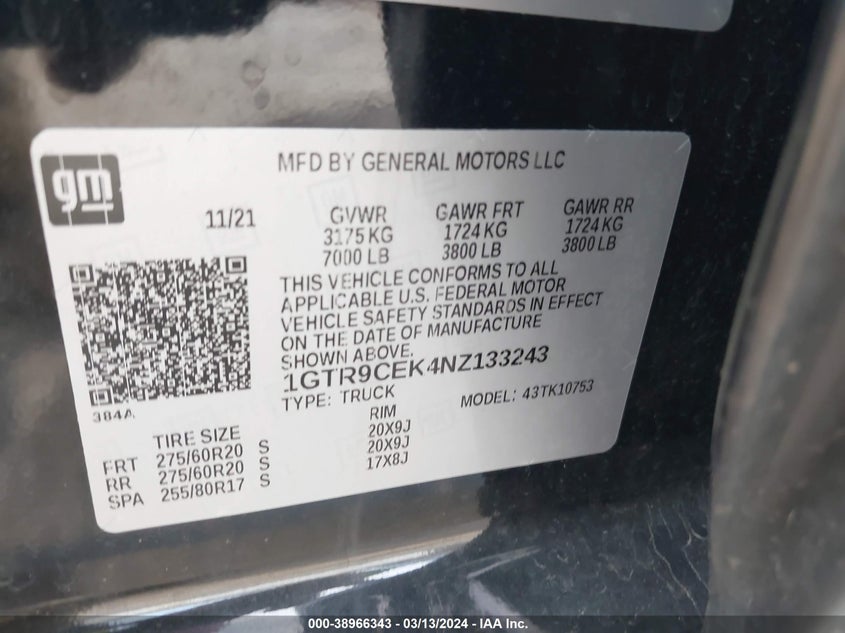 gm
MFD BY GENERAL MOTORS LLC
11/21
GVWR
3175 KG
7000 LB
GAWR FRT
1724 KG
3800 LB
GAWR RR
1724 KG
3800 LB
THIS VEHICLE CONFORMS TO ALL
APPLICABLE U.S. FEDERAL MOTOR
VEHICLE SAFETY STANDARDS IN EFFECT
ON THE DATE OF MANUFACTURE
SHOWN ABOVE.
1GTR9CEK4NZ133243
TYPE: TRUCK
MODEL: 43TK10753
384A
TIRE SIZE RIM
FRT 275/60R20 S 20X9J
RR 275/60R20 S 20X9J
SPA 255/80R17 S 17X8J
000-38966343 - 03/13/2024 - IAA Inc.